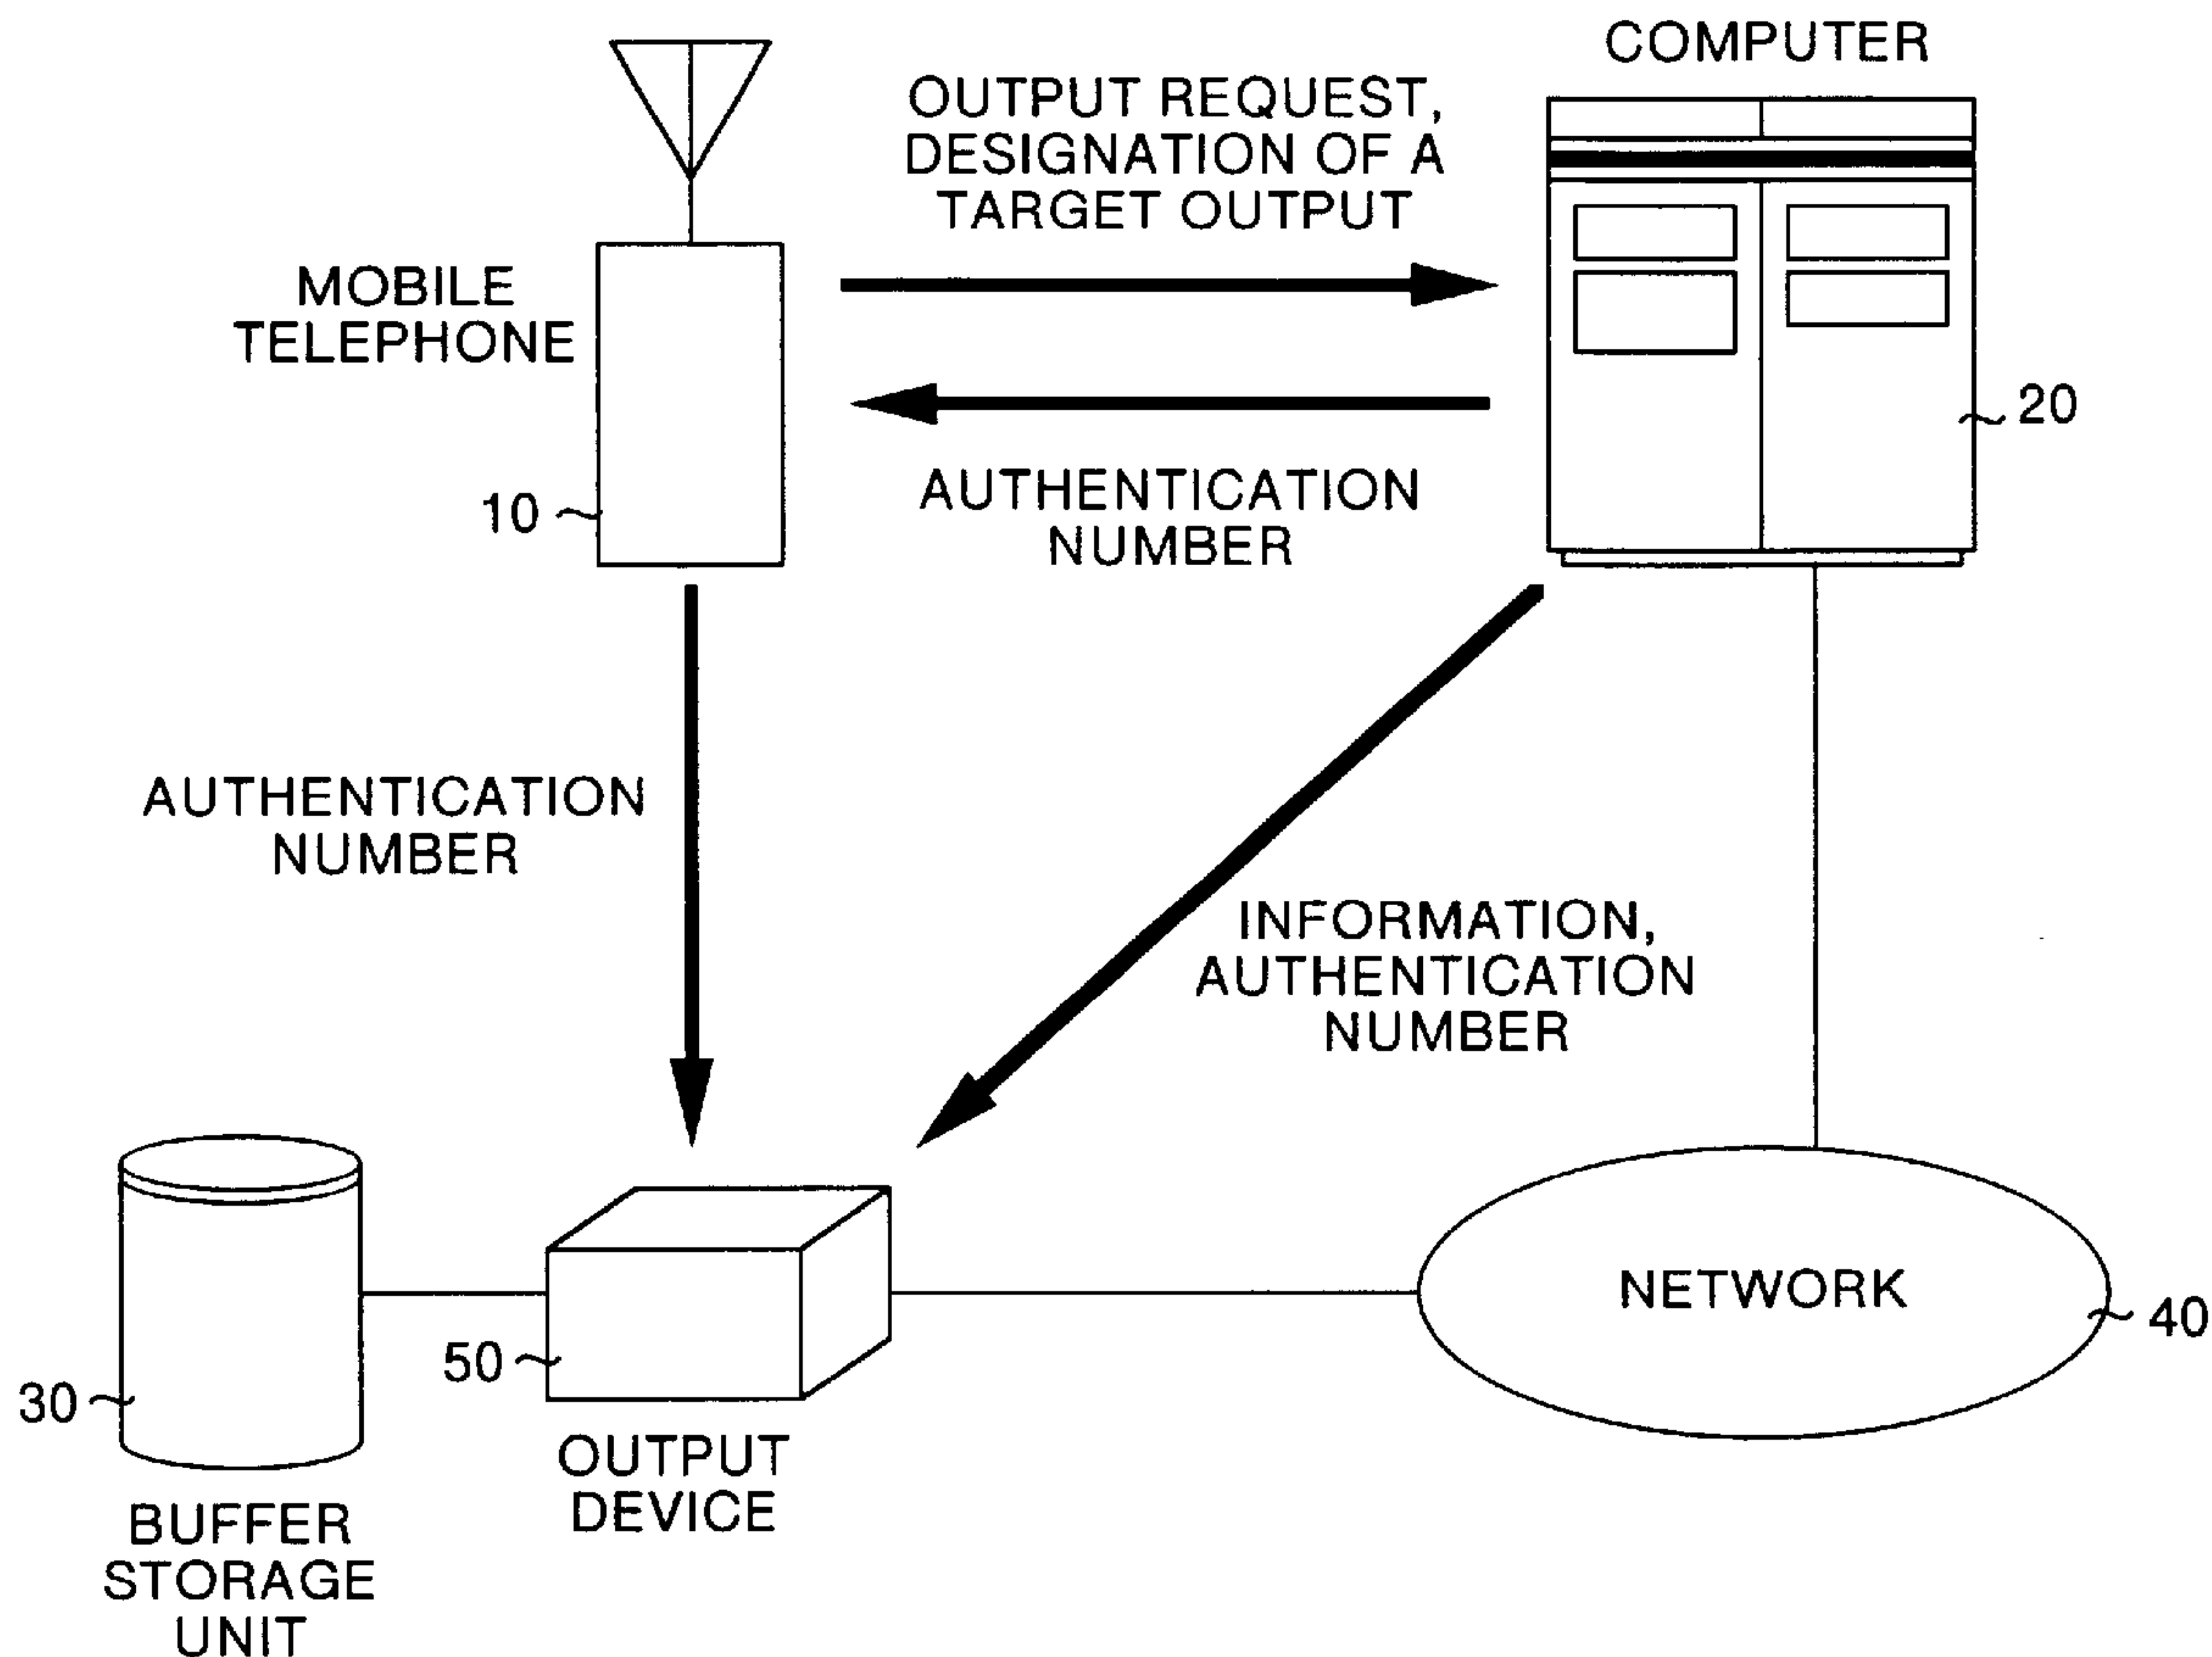 COMPUTER
OUTPUT REQUEST,
DESIGNATION OF A
TARGET OUTPUT
MOBILE
TELEPHONE
20
10
AUTHENTICATION
NUMBER
AUTHENTICATION
NUMBER
INFORMATION,
AUTHENTICATION
NUMBER
NETWORK
40
50
30
OUTPUT
DEVICE
BUFFER
STORAGE
UNIT